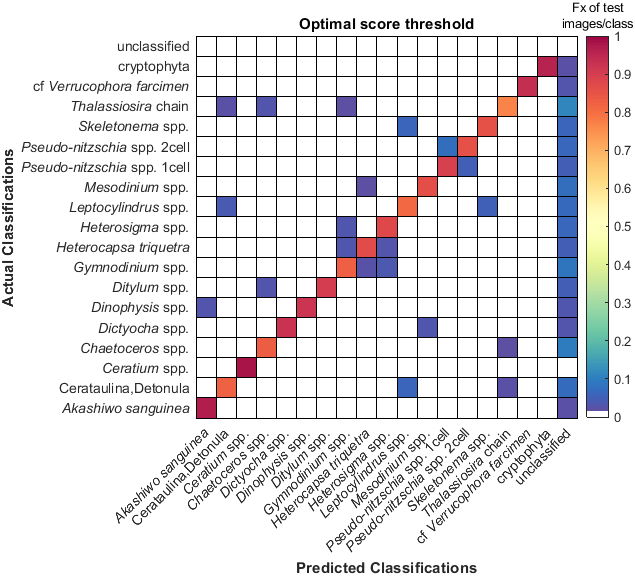 Optimal score threshold
Fx of test
images/class
Actual Classifications
unclassified
cryptophyta
cf Verrucophora farcimen
Thalassiosira chain
Skeletonema spp.
Pseudo-nitzschia spp. 2cell
Pseudo-nitzschia spp. 1cell
Mesodinium spp.
Leptocylindrus spp.
Heterosigma spp.
Heterocapsa triquetra
Gymnodinium spp.
Ditylum spp.
Dinophysis spp.
Dictyocha spp.
Chaetoceros spp.
Ceratium spp.
Cerataulina,Detonula
Akashiwo sanguinea
1
0.9
0.8
0.7
0.6
0.5
0.4
0.3
0.2
0.1
0
Akashiwo sanguinea
Cerataulina,Detonula
Ceratium spp.
Chaetoceros spp.
Dictyocha spp.
Dinophysis spp.
Ditylum spp.
Gymnodinium spp.
Heterocapsa triquetra
Heterosigma spp.
Leptocylindrus spp.
Mesodinium spp.
Pseudo-nitzschia spp. 1cell
Pseudo-nitzschia spp. 2cell
Skeletonema spp.
Thalassiosira chain
cf Verrucophora farcimen
cryptophyta
unclassified
Predicted Classifications